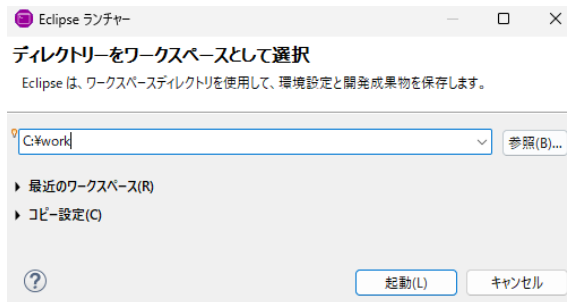 Eclipse ランチャー
ディレクトリーをワークスペースとして選択
Eclipse は、ワークスペースディレクトリを使用して、環境設定と開発成果物を保存します。
C:¥work
参照(B)...
最近のワークスペース(R)
コピー設定(C)
?
起動(L)
キャンセル